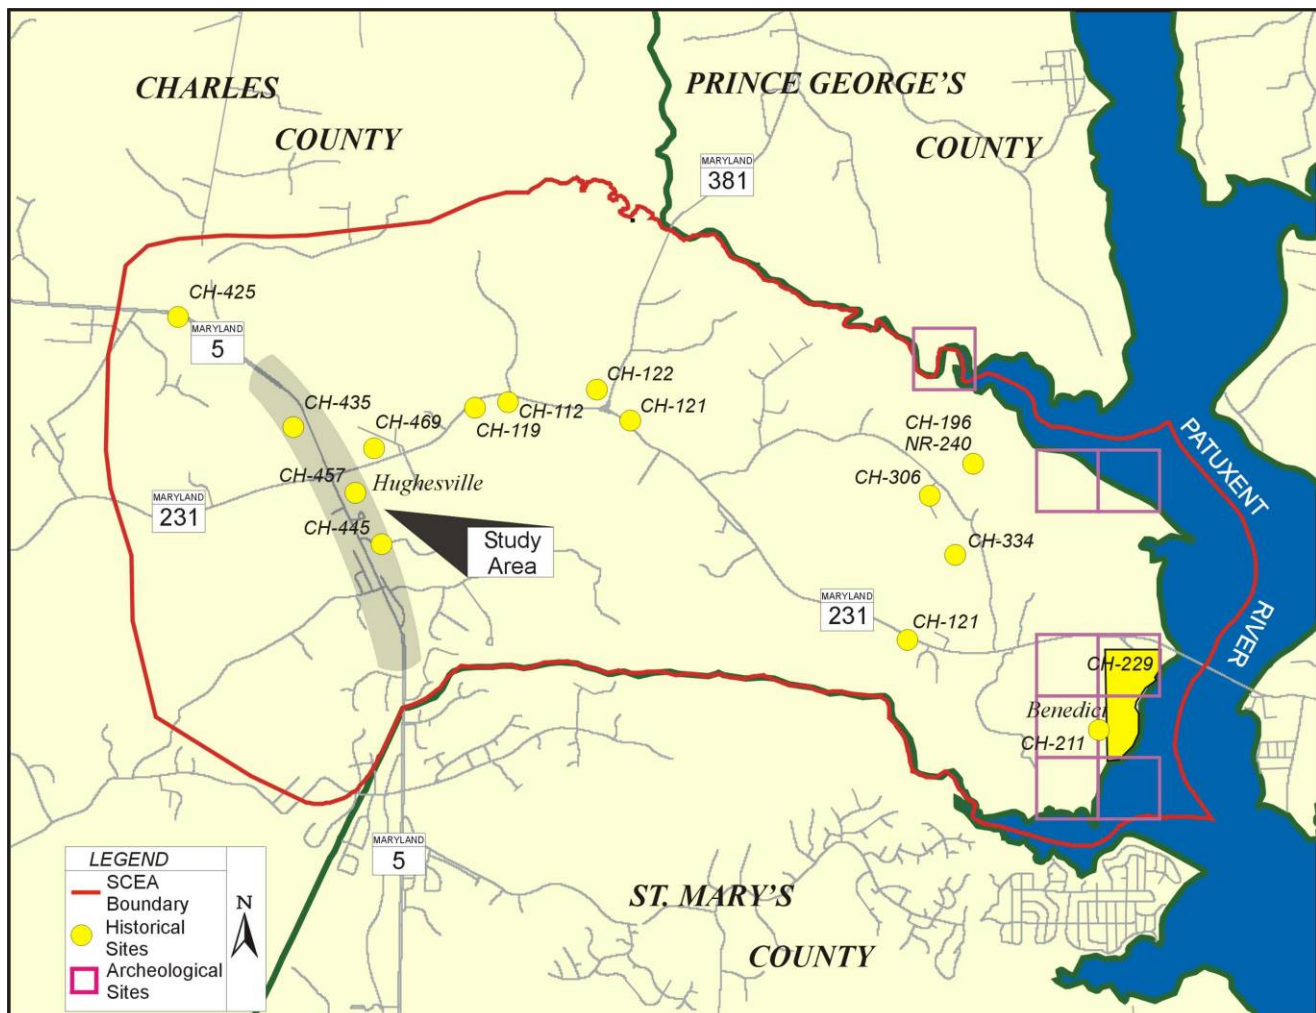 CHARLES
COUNTY
PRINCE GEORGE'S
COUNTY
MARYLAND
381
CH-425
MARYLAND
5
CH-435
CH-469
CH-119
CH-112
CH-122
CH-121
CH-457
Hughesville
MARYLAND
231
CH-445
Study
Area
CH-196
NR-240
CH-306
CH-334
MARYLAND
231
CH-121
PATUXENT
RIVER
CH-229
Benedict
CH-211
MARYLAND
5
ST. MARY'S
COUNTY
LEGEND
SCEA
Boundary
Historical
Sites
Archeological
Sites
N